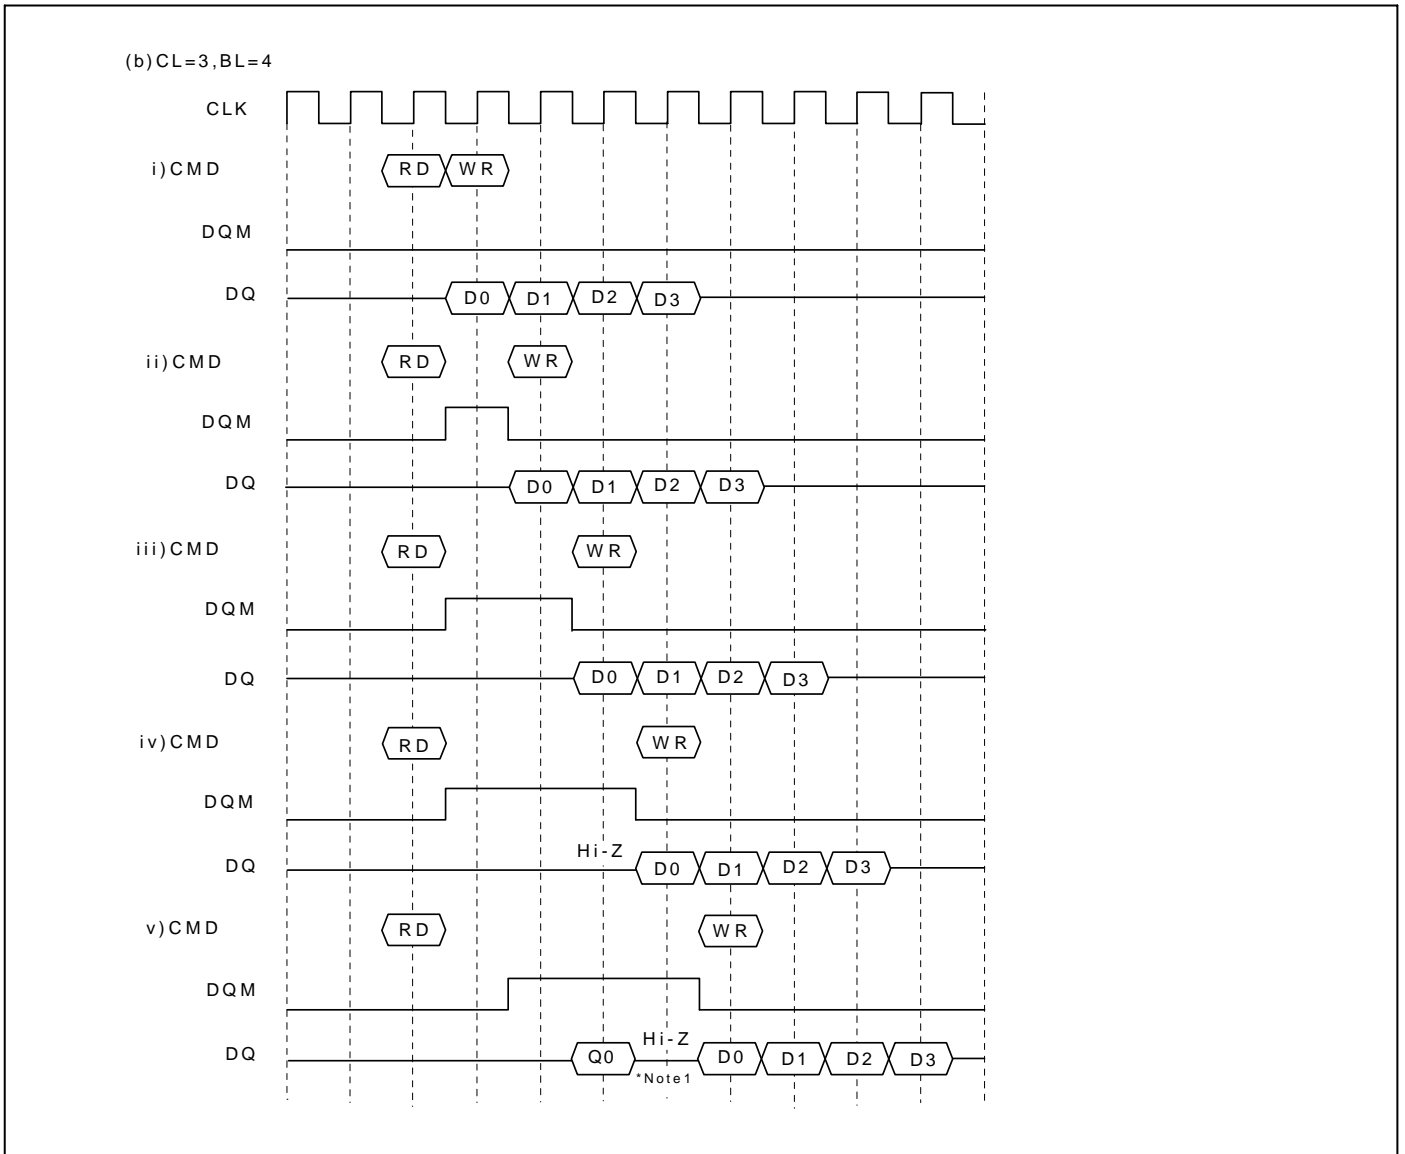 (b)CL=3,BL=4
CLK
i)CMD RD WR
DQM
DQ D0 D1 D2 D3
ii)CMD RD WR
DQM
DQ D0 D1 D2 D3
iii)CMD RD WR
DQM
DQ D0 D1 D2 D3
iv)CMD RD WR
DQM
DQ Hi-Z D0 D1 D2 D3
v)CMD RD WR
DQM
DQ Q0 Hi-Z D0 D1 D2 D3
*Note1